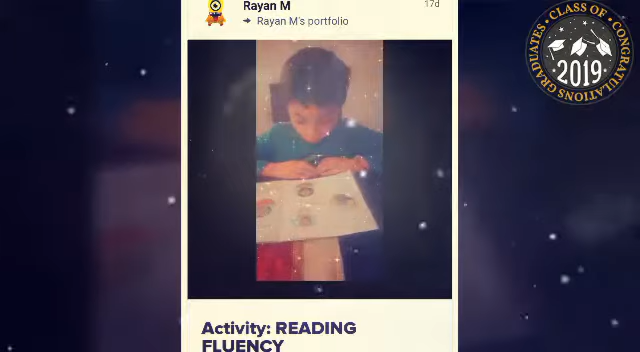 Rayan M
17d
Rayan M's portfolio
CLASS OF
2019
CONGRATULATIONS GRADUATES
Activity: READING
FLUENCY